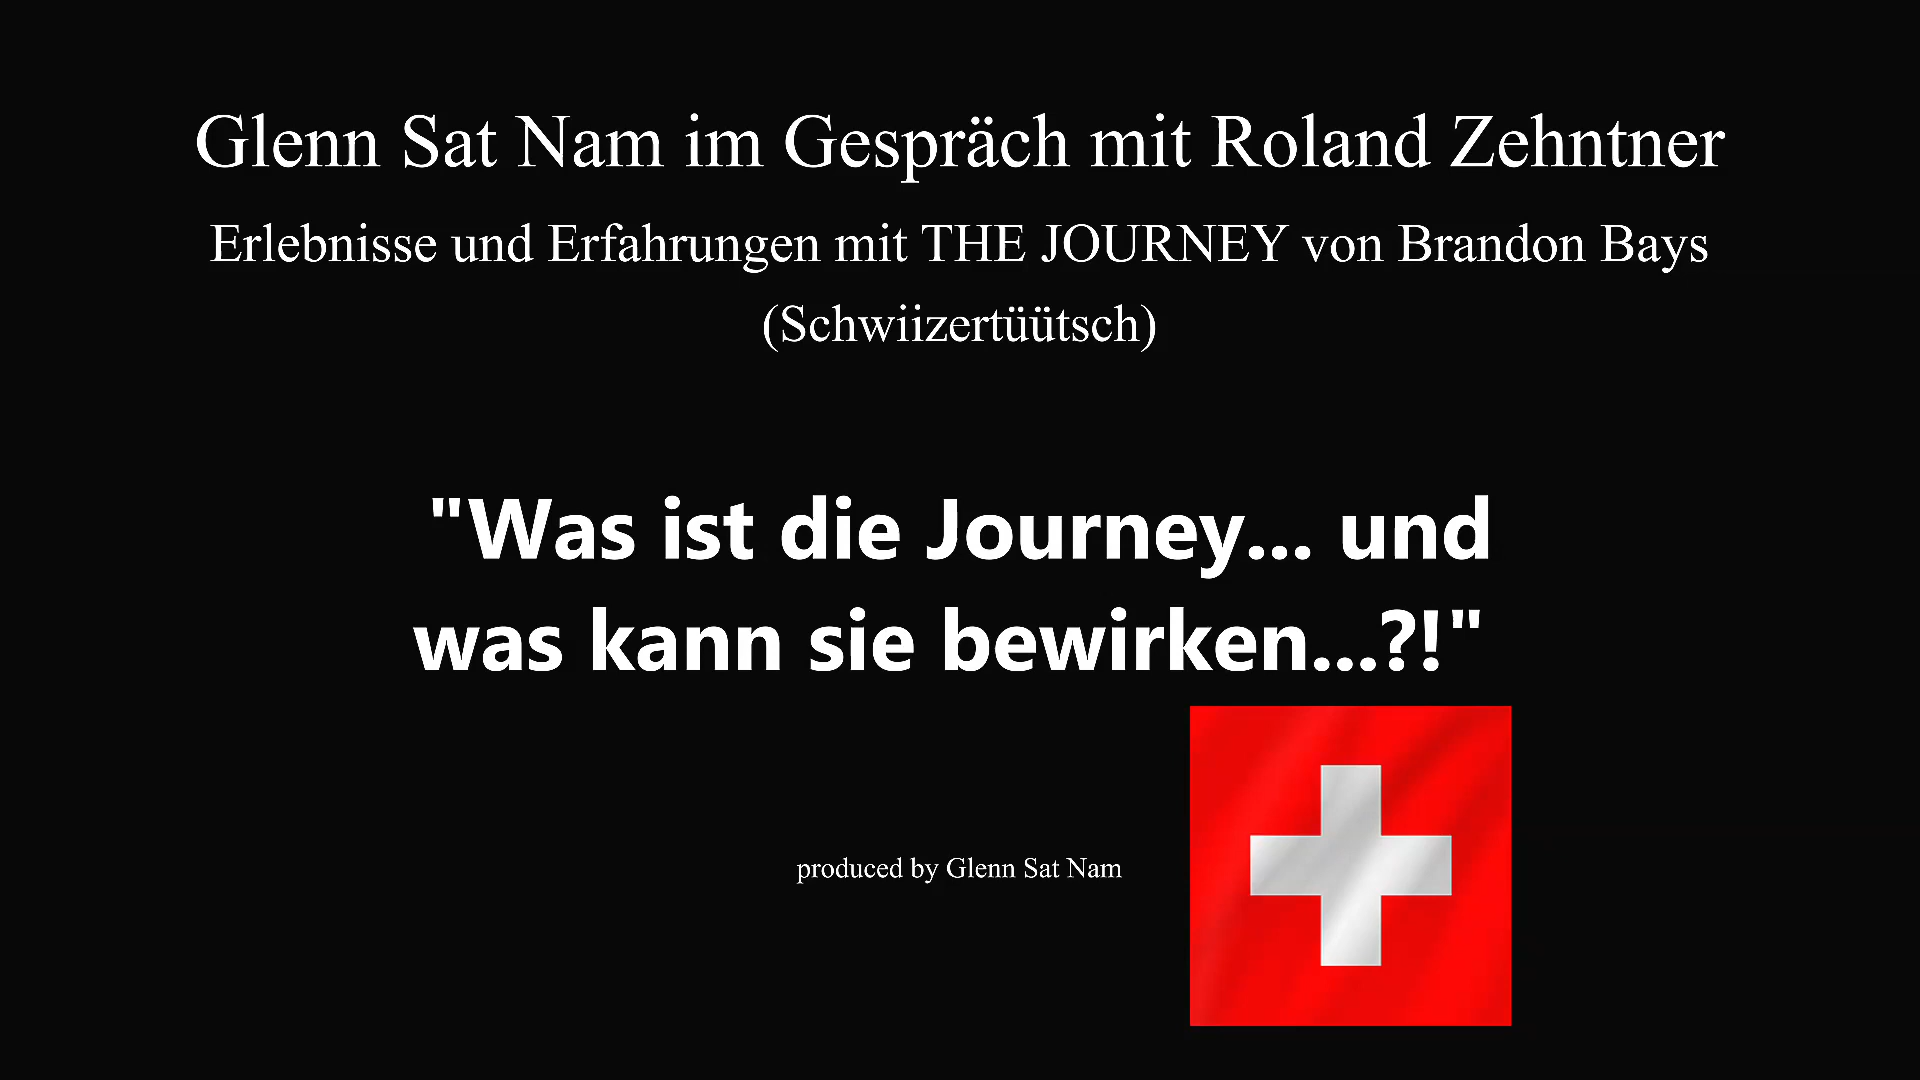 Glenn Sat Nam im Gespräch mit Roland Zehntner
Erlebnisse und Erfahrungen mit THE JOURNEY von Brandon Bays
(Schwiizertüütsch)
"Was ist die Journey... und
was kann sie bewirken...?!"
produced by Glenn Sat Nam